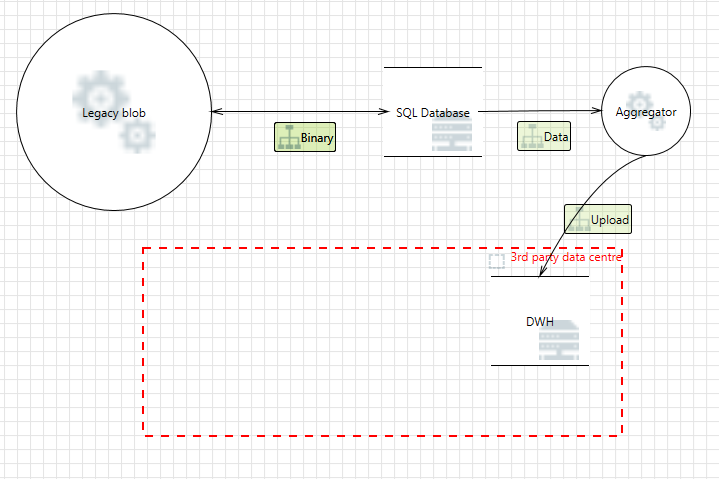 Legacy blob
SQL Database
Aggregator
Binary
Data
Upload
3rd party data centre
DWH